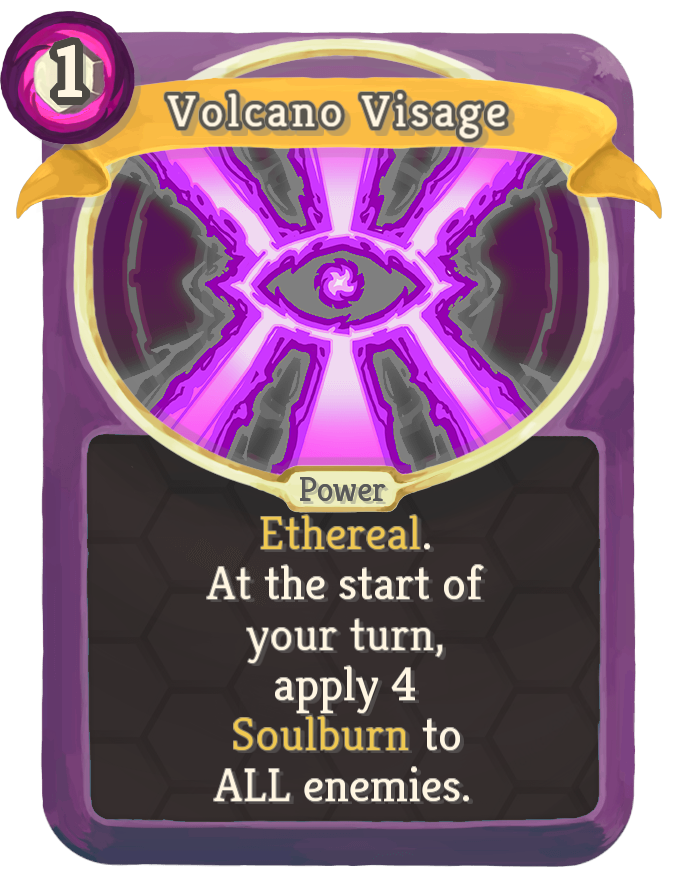 1
Volcano Visage
Power
Ethereal.
At the start of
your turn,
apply 4
Soulburn to
ALL enemies.